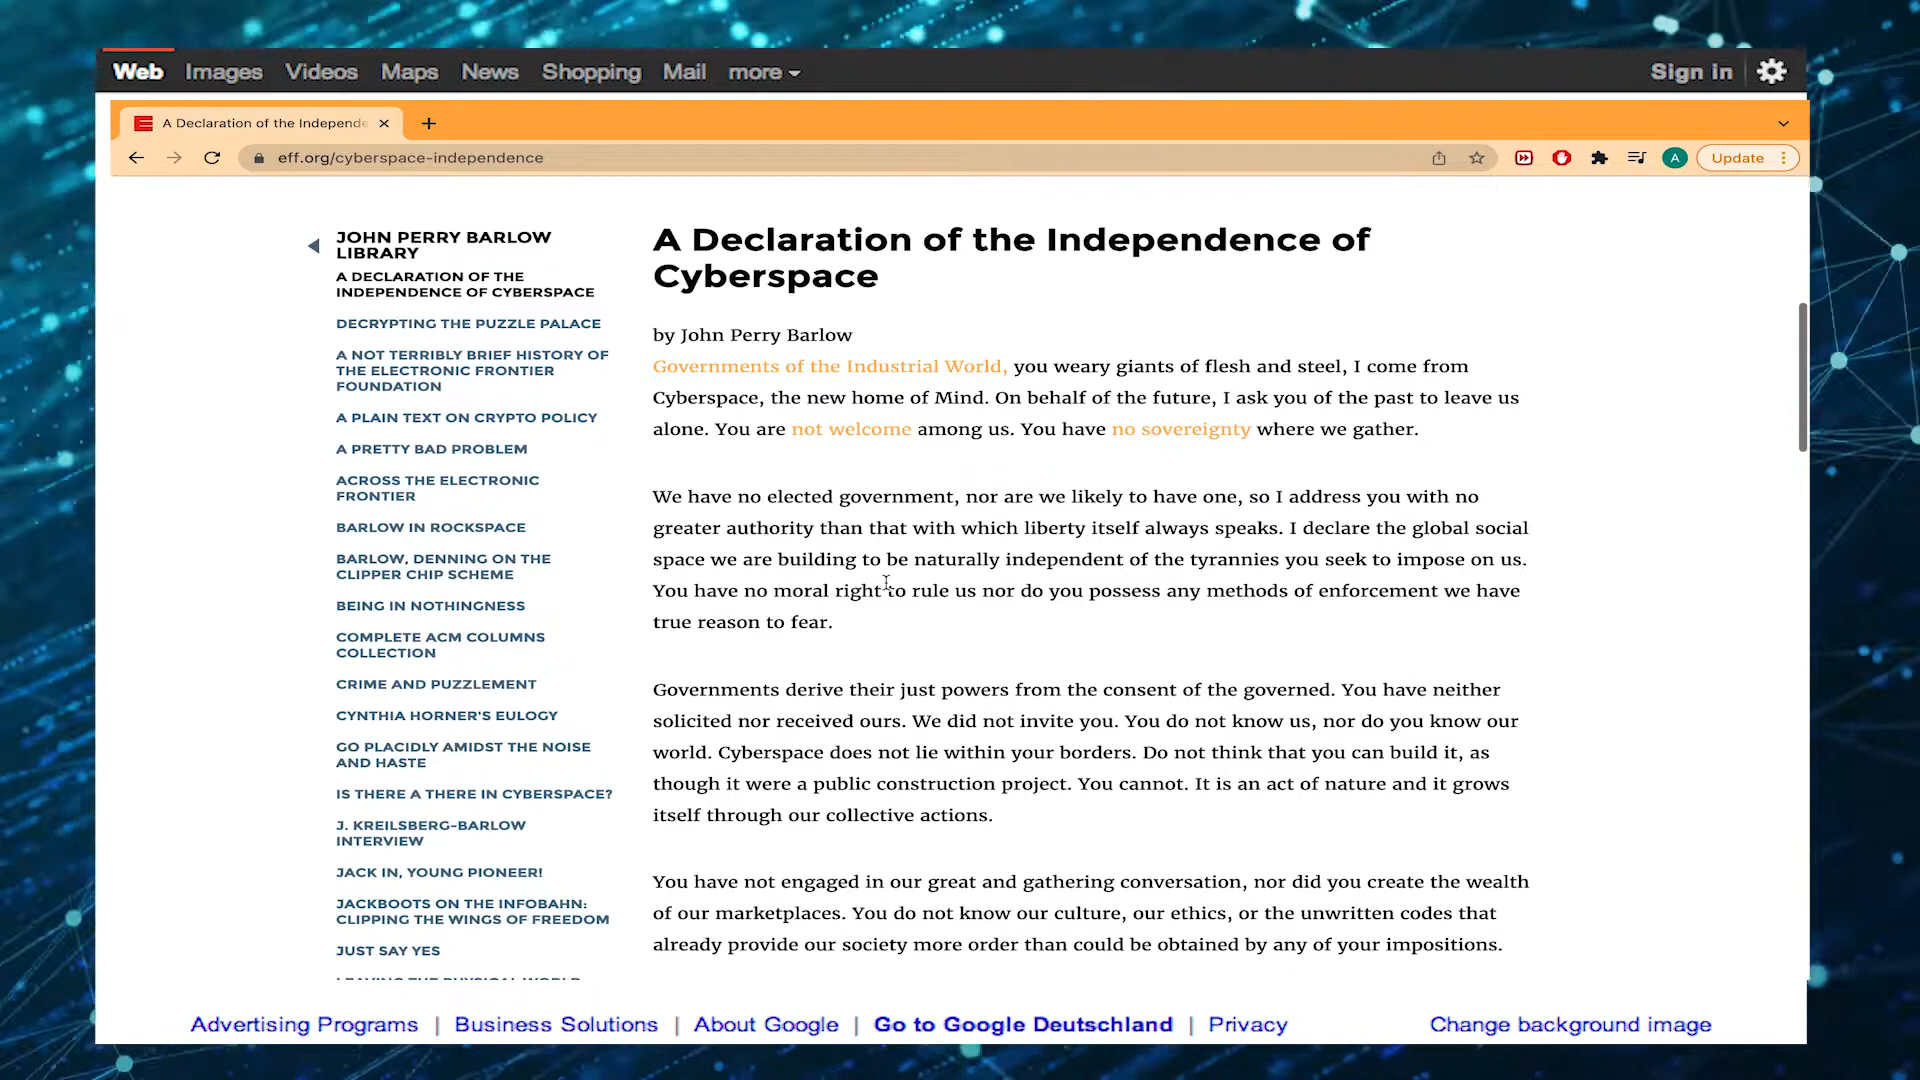 Web Images Videos Maps News Shopping Mail more Sign in
A Declaration of the Independe
eff.org/cyberspace-independence
A
Update
JOHN PERRY BARLOW
LIBRARY
A DECLARATION OF THE
INDEPENDENCE OF CYBERSPACE
DECRYPTING THE PUZZLE PALACE
A NOT TERRIBLY BRIEF HISTORY OF
THE ELECTRONIC FRONTIER
FOUNDATION
A PLAIN TEXT ON CRYPTO POLICY
A PRETTY BAD PROBLEM
ACROSS THE ELECTRONIC
FRONTIER
BARLOW IN ROCKSPACE
BARLOW, DENNING ON THE
CLIPPER CHIP SCHEME
BEING IN NOTHINGNESS
COMPLETE ACM COLUMNS
COLLECTION
CRIME AND PUZZLEMENT
CYNTHIA HORNER'S EULOGY
GO PLACIDLY AMIDST THE NOISE
AND HASTE
IS THERE A THERE IN CYBERSPACE?
J. KREILSBERG-BARLOW
INTERVIEW
JACK IN, YOUNG PIONEER!
JACKBOOTS ON THE INFOBAHN:
CLIPPING THE WINGS OF FREEDOM
JUST SAY YES
LEAVING THE PHYSICAL WORLD
A Declaration of the Independence of
Cyberspace
by John Perry Barlow
Governments of the Industrial World, you weary giants of flesh and steel, I come from
Cyberspace, the new home of Mind. On behalf of the future, I ask you of the past to leave us
alone. You are not welcome among us. You have no sovereignty where we gather.
We have no elected government, nor are we likely to have one, so I address you with no
greater authority than that with which liberty itself always speaks. I declare the global social
space we are building to be naturally independent of the tyrannies you seek to impose on us.
You have no moral right to rule us nor do you possess any methods of enforcement we have
true reason to fear.
Governments derive their just powers from the consent of the governed. You have neither
solicited nor received ours. We did not invite you. You do not know us, nor do you know our
world. Cyberspace does not lie within your borders. Do not think that you can build it, as
though it were a public construction project. You cannot. It is an act of nature and it grows
itself through our collective actions.
You have not engaged in our great and gathering conversation, nor did you create the wealth
of our marketplaces. You do not know our culture, our ethics, or the unwritten codes that
already provide our society more order than could be obtained by any of your impositions.
Advertising Programs | Business Solutions | About Google | Go to Google Deutschland | Privacy Change background image